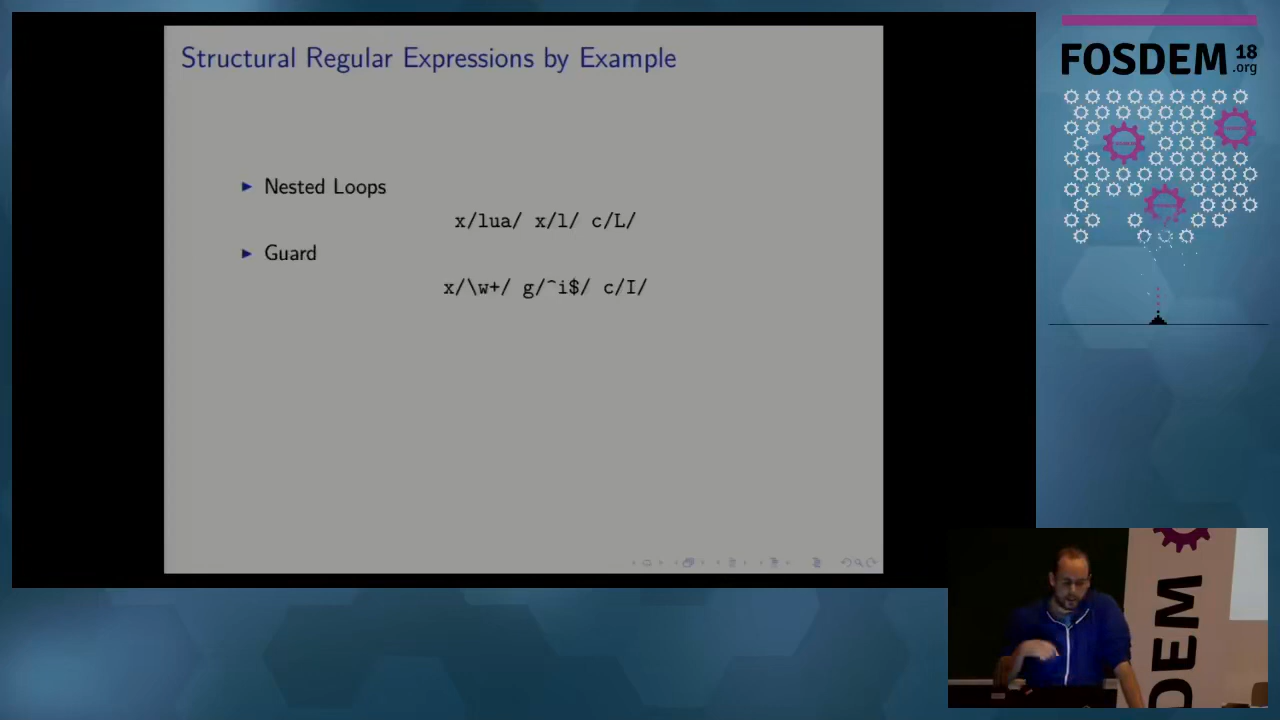 Structural Regular Expressions by Example
Nested Loops
x/lua/ x/l/ c/L/
Guard
x/\w+/ g/^i$/ c/I/
FOSDEM 18
.org
DEM